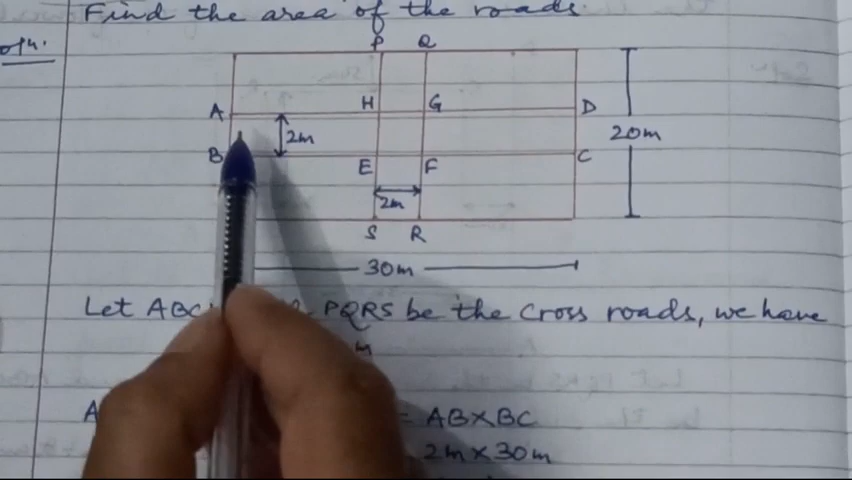 Find the area of the roads.
Soln.
P Q
A H G D
2m 20m
B E F C
2m
S R
30m
Let ABC PQRS be the cross roads, we have
m
A = AB×BC
2m × 30m